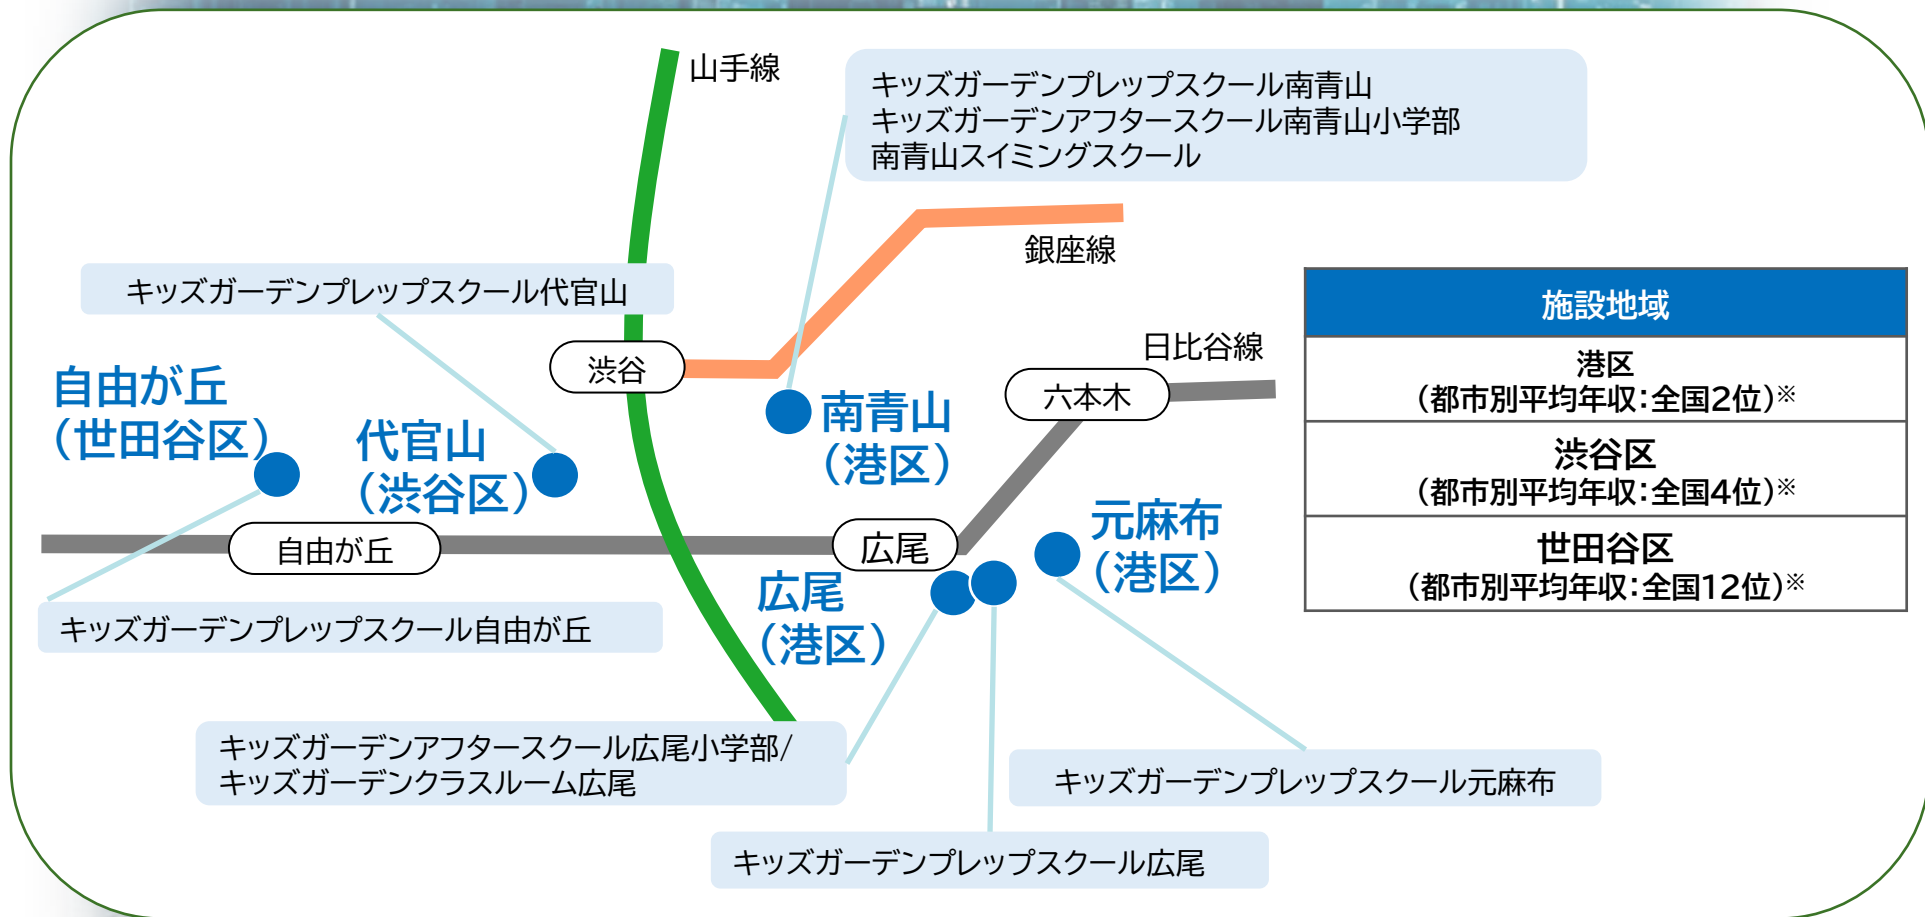 山手線
キッズガーデンプレップスクール南青山
キッズガーデンアフタースクール南青山小学部
南青山スイミングスクール
銀座線
キッズガーデンプレップスクール代官山
渋谷
日比谷線
六本木
自由が丘
（世田谷区）
代官山
（渋谷区）
南青山
（港区）
元麻布
（港区）
自由が丘
広尾
広尾
（港区）
キッズガーデンプレップスクール自由が丘
キッズガーデンアフタースクール広尾小学部/
キッズガーデンクラスルーム広尾
キッズガーデンプレップスクール元麻布
キッズガーデンプレップスクール広尾
施設地域
港区
（都市別平均年収：全国2位）※
渋谷区
（都市別平均年収：全国4位）※
世田谷区
（都市別平均年収：全国12位）※